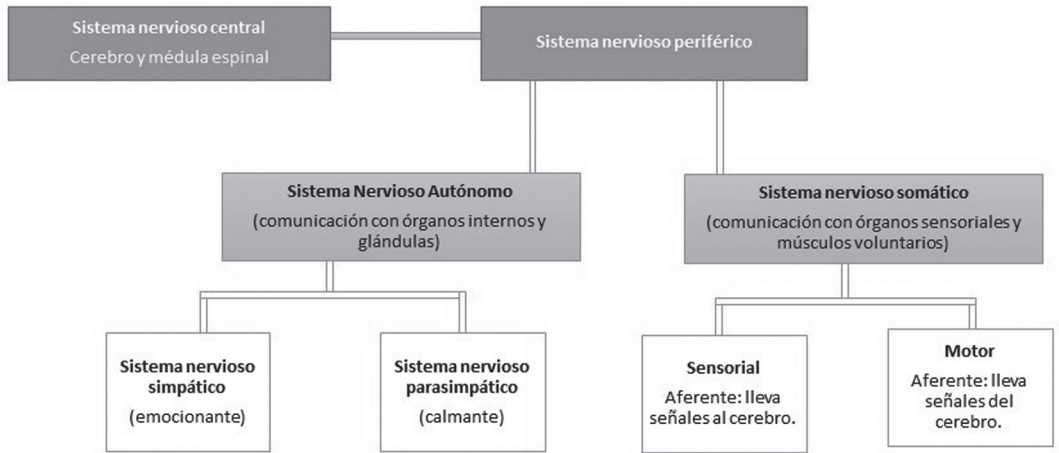 Sistema nervioso central
Cerebro y médula espinal
Sistema nervioso periférico
Sistema Nervioso Autónomo
(comunicación con órganos internos y
glándulas)
Sistema nervioso somático
(comunicación con órganos sensoriales y
músculos voluntarios)
Sistema nervioso
simpático
(emocionante)
Sistema nervioso
parasimpático
(calmante)
Sensorial
Aferente: lleva
señales al cerebro.
Motor
Aferente: lleva
señales del
cerebro.